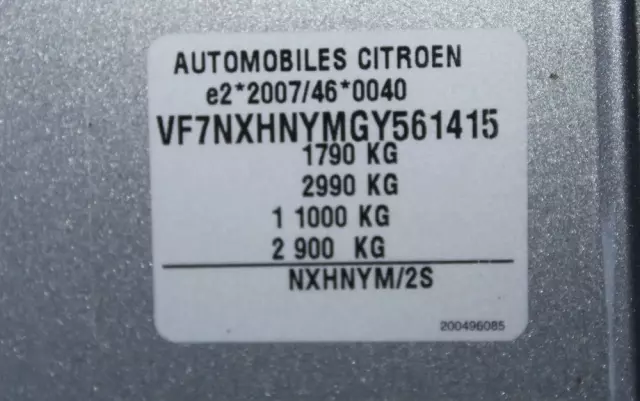 AUTOMOBILES CITROEN
e2*2007/46*0040
VF7NXHNYMGY561415
1790 KG
2990 KG
1 1000 KG
2 900 KG
NXHNYM/2S
200496085